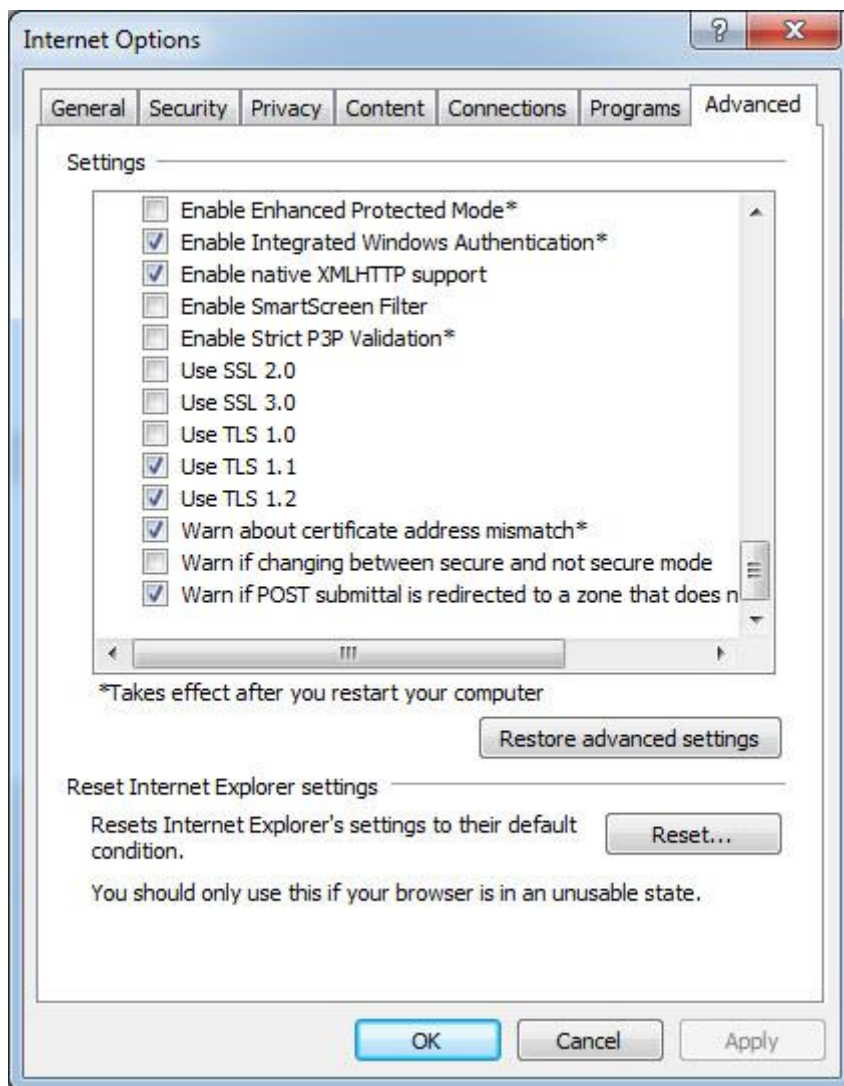 Internet Options
General Security Privacy Content Connections Programs Advanced
Settings
Enable Enhanced Protected Mode*
Enable Integrated Windows Authentication*
Enable native XMLHTTP support
Enable SmartScreen Filter
Enable Strict P3P Validation*
Use SSL 2.0
Use SSL 3.0
Use TLS 1.0
Use TLS 1.1
Use TLS 1.2
Warn about certificate address mismatch*
Warn if changing between secure and not secure mode
Warn if POST submittal is redirected to a zone that does n
*Takes effect after you restart your computer
Restore advanced settings
Reset Internet Explorer settings
Resets Internet Explorer's settings to their default
condition.
Reset...
You should only use this if your browser is in an unusable state.
OK Cancel Apply